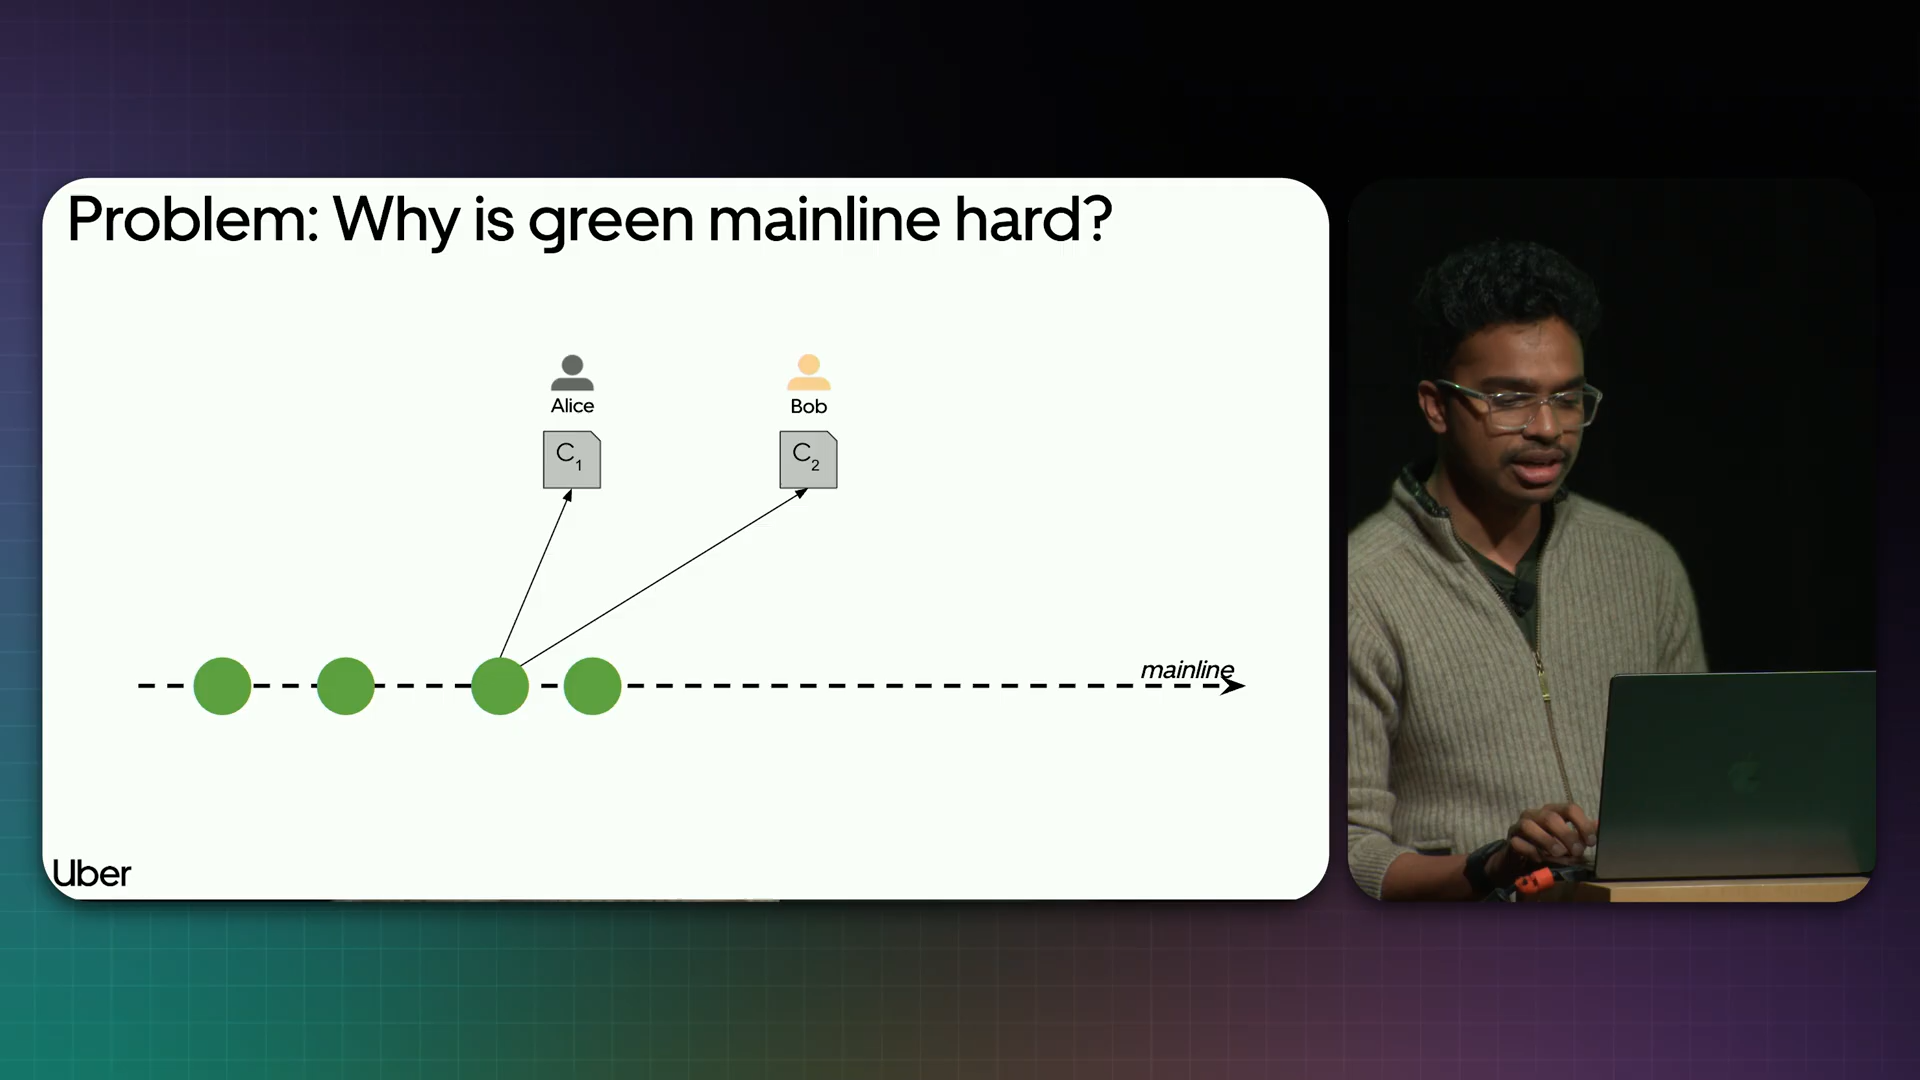 Problem: Why is green mainline hard?
Alice
Bob
C1
C2
mainline
Uber